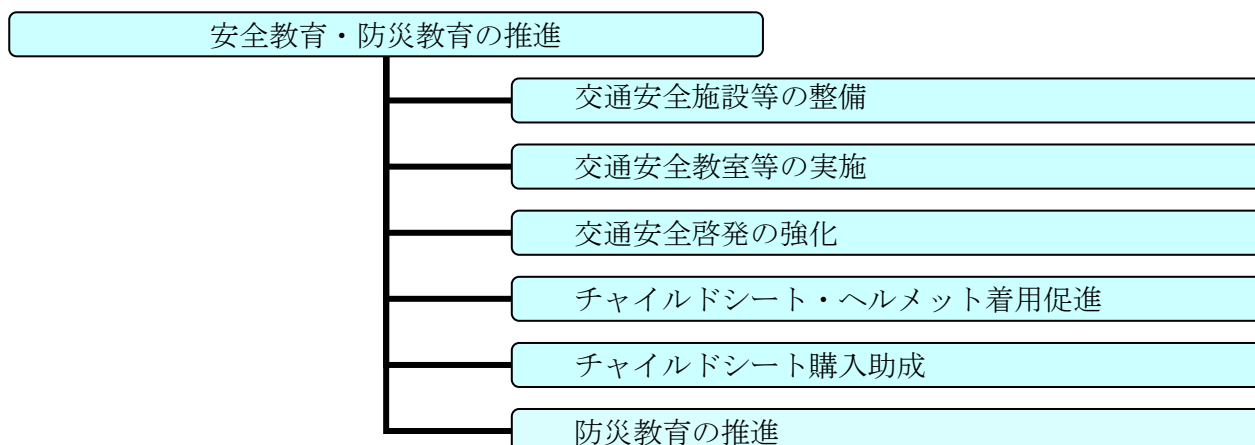 安全教育・防災教育の推進
交通安全施設等の整備
交通安全教室等の実施
交通安全啓発の強化
チャイルドシート・ヘルメット着用促進
チャイルドシート購入助成
防災教育の推進